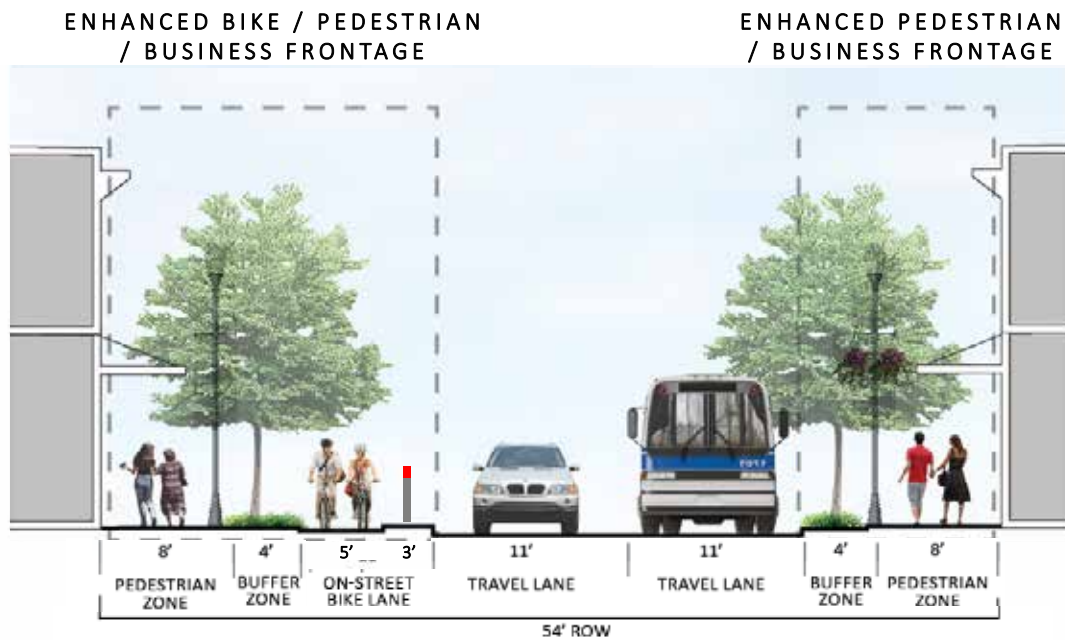 ENHANCED BIKE / PEDESTRIAN
/ BUSINESS FRONTAGE
ENHANCED PEDESTRIAN
/ BUSINESS FRONTAGE
8' 4' 5' 3' 11' 11' 4' 8'
PEDESTRIAN ZONE
BUFFER ZONE
ON-STREET BIKE LANE
TRAVEL LANE
TRAVEL LANE
BUFFER ZONE
PEDESTRIAN ZONE
54' ROW